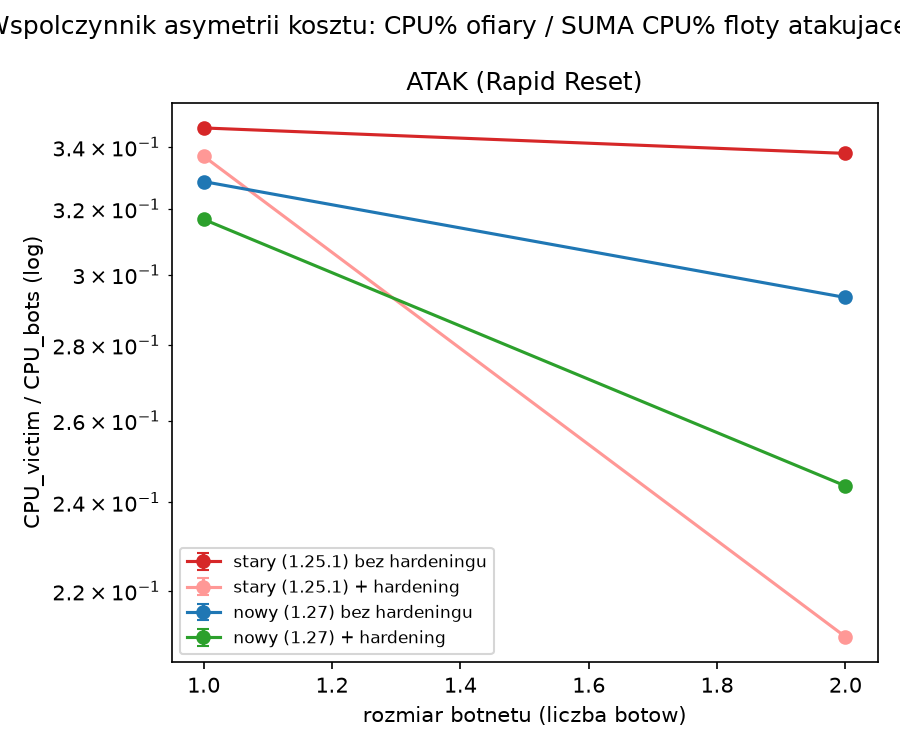 Wspolczynnik asymetrii kosztu: CPU% ofiary / SUMA CPU% floty atakujace
ATAK (Rapid Reset)
CPU_victim / CPU_bots (log)
3,4 × 10⁻¹
3,2 × 10⁻¹
3 × 10⁻¹
2,8 × 10⁻¹
2,6 × 10⁻¹
2,4 × 10⁻¹
2,2 × 10⁻¹
stary (1.25.1) bez hardeningu
stary (1.25.1) + hardening
nowy (1.27) bez hardeningu
nowy (1.27) + hardening
1.0 1.2 1.4 1.6 1.8 2.0
rozmiar botnetu (liczba botow)